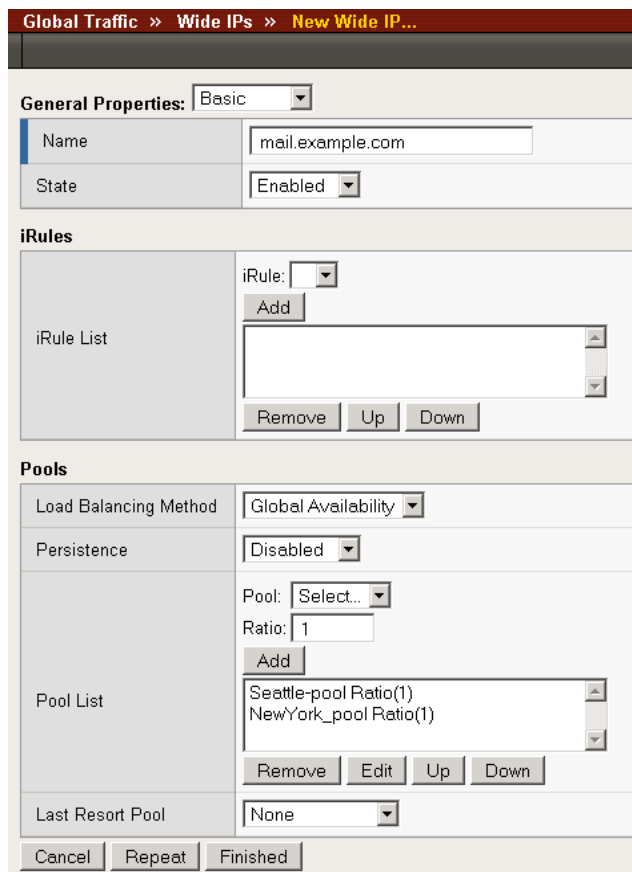 Global Traffic » Wide IPs » New Wide IP...
General Properties: Basic
Name mail.example.com
State Enabled
iRules
iRule:
Add
iRule List
Remove Up Down
Pools
Load Balancing Method Global Availability
Persistence Disabled
Pool: Select...
Ratio: 1
Add
Pool List
Seattle-pool Ratio(1)
NewYork_pool Ratio(1)
Remove Edit Up Down
Last Resort Pool None
Cancel Repeat Finished